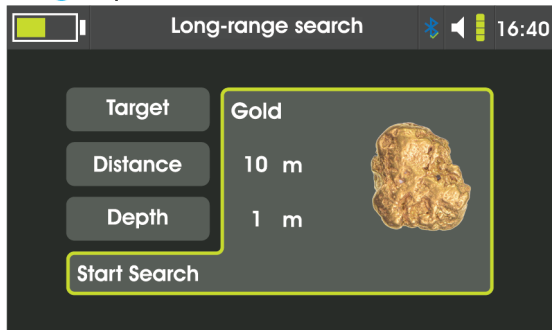 Long-range search 16:40
Target Gold
Distance 10 m
Depth 1 m
Start Search